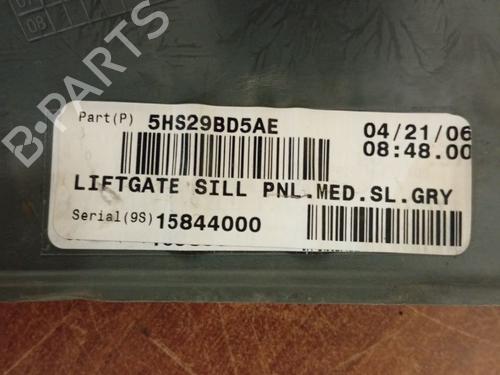 B-PARTS
Part(P) 5HS29BD5AE 04/21/06
08:48.00
LIFTGATE SILL PNL.MED.SL.GRY
Serial(9S) 15844000